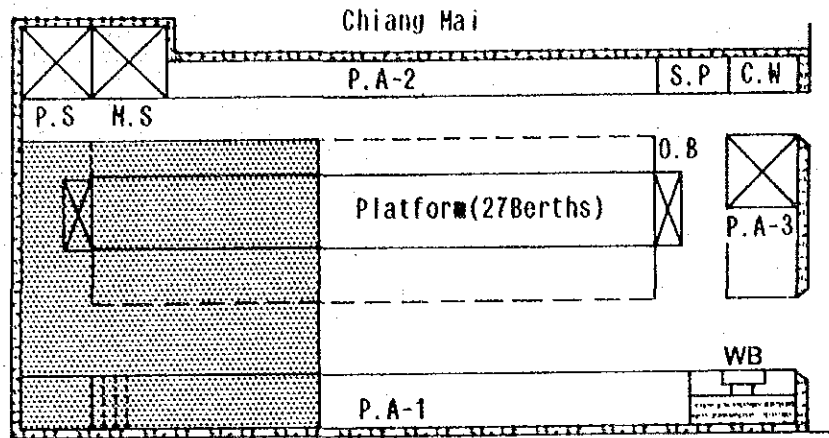 Chiang Mai
P.A-2
S.P
C.W
P.S
M.S
O.B
Platform(27Berths)
P.A-3
WB
P.A-1